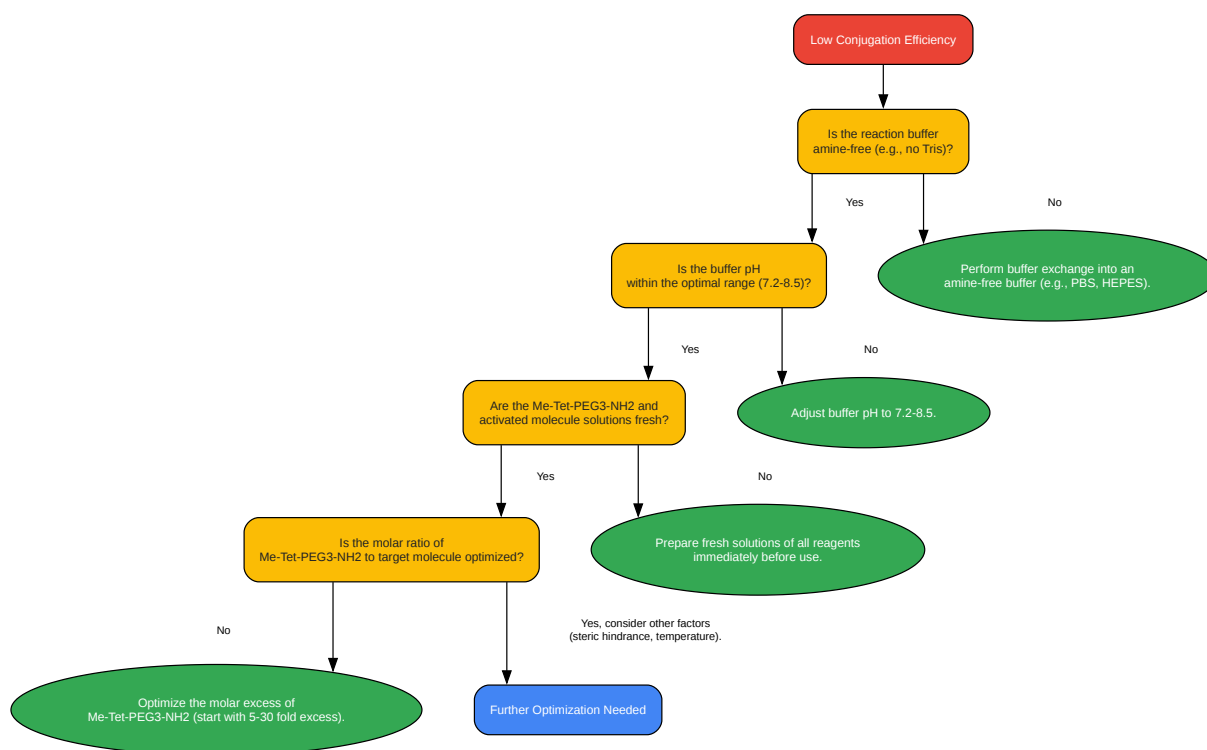 Low Conjugation Efficiency
Is the reaction buffer
amine-free (e.g., no Tris)?
Yes
No
Is the buffer pH
within the optimal range (7.2-8.5)?
Perform buffer exchange into an
amine-free buffer (e.g., PBS, HEPES).
Yes
No
Are the Me-Tet-PEG3-NH2 and
activated molecule solutions fresh?
Adjust buffer pH to 7.2-8.5.
Yes
No
Is the molar ratio of
Me-Tet-PEG3-NH2 to target molecule optimized?
Prepare fresh solutions of all reagents
immediately before use.
No
Yes, consider other factors
(steric hindrance, temperature).
Optimize the molar excess of
Me-Tet-PEG3-NH2 (start with 5-30 fold excess).
Further Optimization Needed